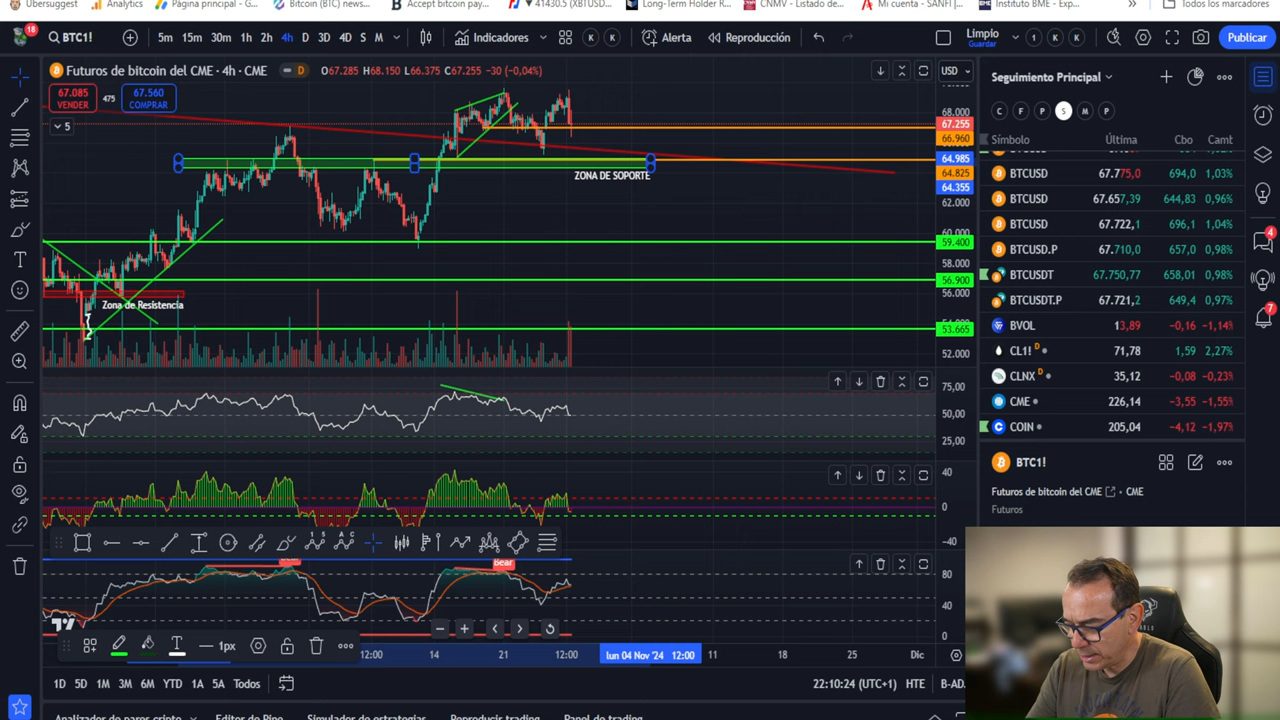 Ubersuggest Analytics Página principal - G... Bitcoin (BTC) news... Accept bitcoin pay... ▼ 41430.5 (XBTUSD... Long-Term Holder R... CNMV - Listado de... Mi cuenta - SANFI |... Instituto BME - Exp... » Todos los marcadores
18 BTC1! 5m 15m 30m 1h 2h 4h D 3D 4D S M Indicadores K K Alerta Reproducción Limpio Guardar 1 K K Publicar
Futuros de bitcoin del CME · 4h · CME D O67.285 H68.150 L66.375 C67.255 -30 (-0,04%) USD
67.085 VENDER 475 67.560 COMPRAR
5
68.000
67.255
66.960
64.985
64.825
64.355
62.000
60.000
59.400
58.000
56.900
56.000
53.665
52.000
ZONA DE SOPORTE
Zona de Resistencia
75,00
50,00
25,00
40
0
-40
Bear
80
40
0
1px
12:00 14 21 12:00 lun 04 Nov '24 12:00 11 18 25 Dic
1D 5D 1M 3M 6M YTD 1A 5A Todos 22:10:24 (UTC+1) HTE B-AD
Analizador de pares cripto Editor de Pine Simulador de estrategias Reproducir trading Panel de trading
Seguimiento Principal
C F P S M P
Símbolo Última Cbo Camt
BTCUSD 67.775,0 694,0 1,03%
BTCUSD 67.657,39 644,83 0,96%
BTCUSD 67.722,1 696,1 1,04%
BTCUSD.P 67.710,0 657,0 0,98%
BTCUSDT 67.750,77 658,01 0,98%
BTCUSDT.P 67.721,2 649,4 0,97%
BVOL 13,89 -0,16 -1,14%
CL1! D 71,78 1,59 2,27%
CLNX D 35,12 -0,08 -0,23%
CME 226,14 -3,55 -1,55%
COIN 205,04 -4,12 -1,97%
BTC1!
Futuros de bitcoin del CME • CME
Futuros
4
7